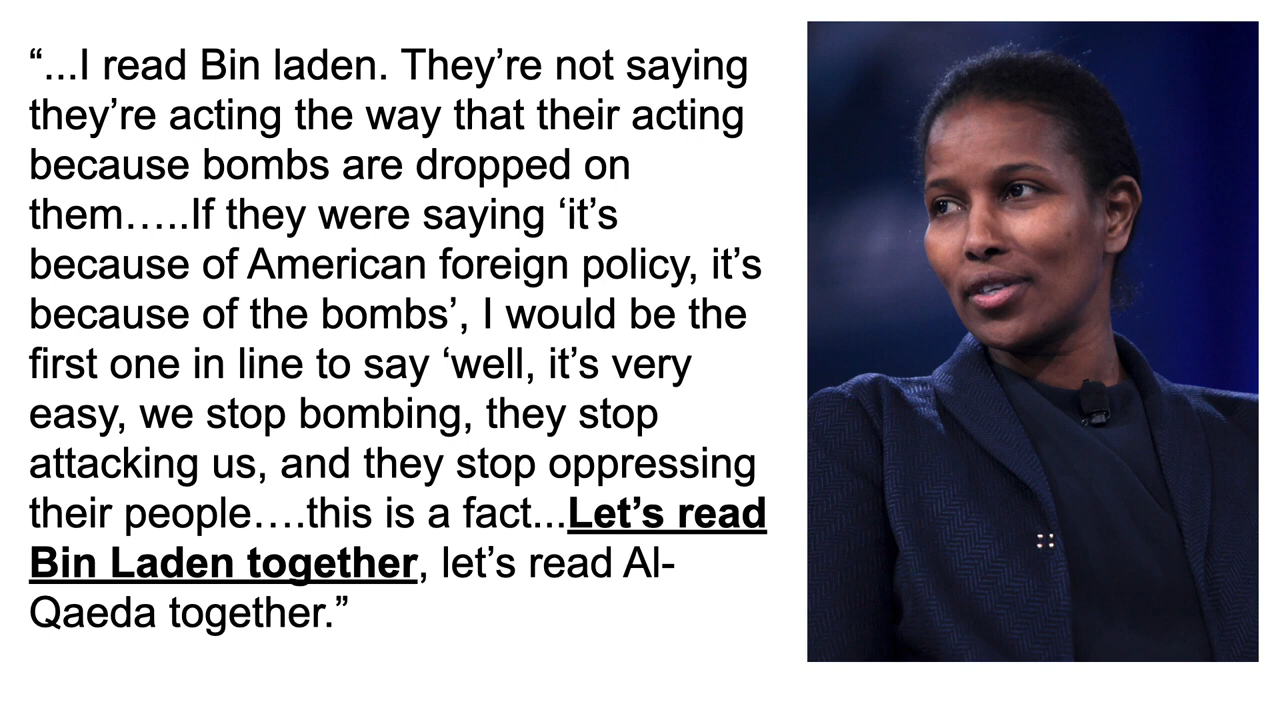 “...I read Bin laden. They’re not saying
they’re acting the way that their acting
because bombs are dropped on
them…..If they were saying ‘it’s
because of American foreign policy, it’s
because of the bombs’, I would be the
first one in line to say ‘well, it’s very
easy, we stop bombing, they stop
attacking us, and they stop oppressing
their people….this is a fact...Let’s read
Bin Laden together, let’s read Al-
Qaeda together.”